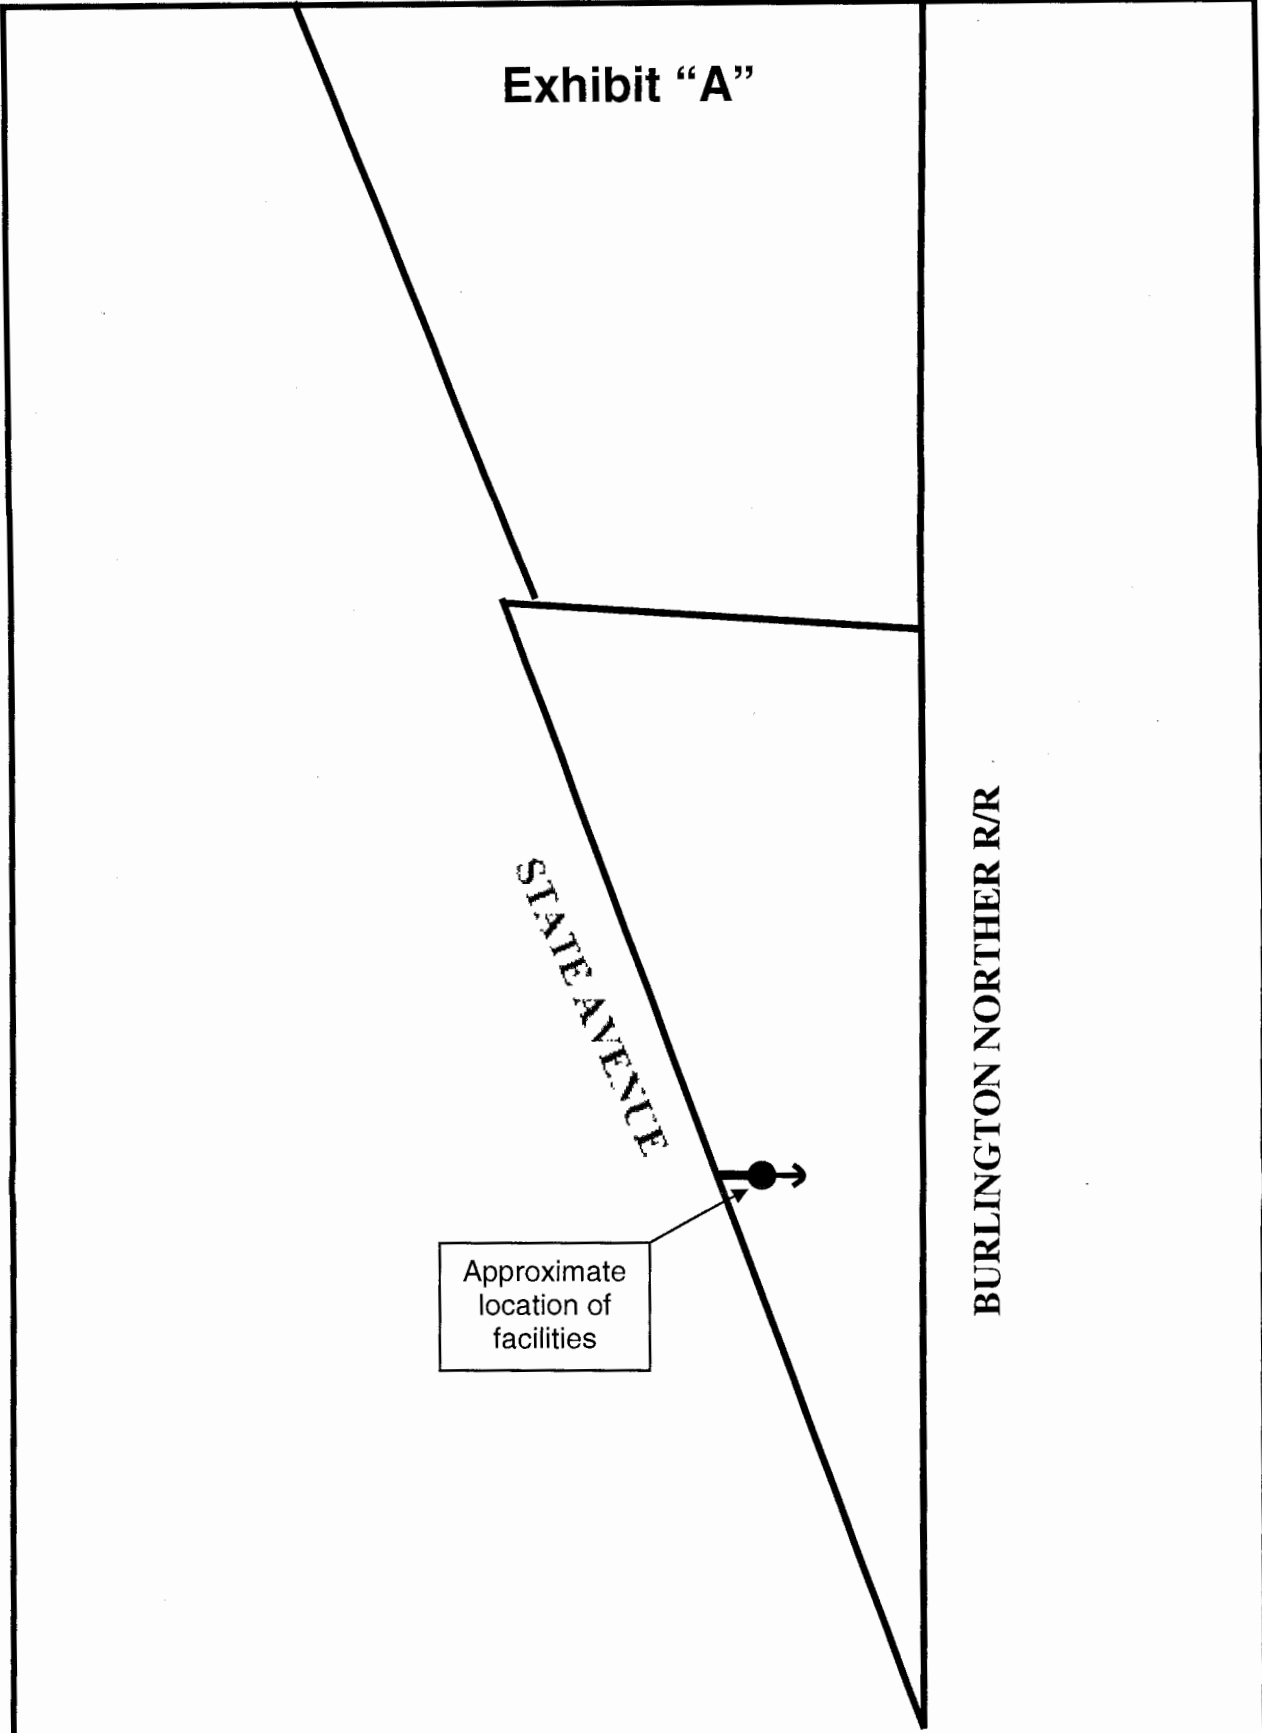 Exhibit “A”
STATE AVENUE
BURLINGTON NORTHER R/R
Approximate
location of
facilities